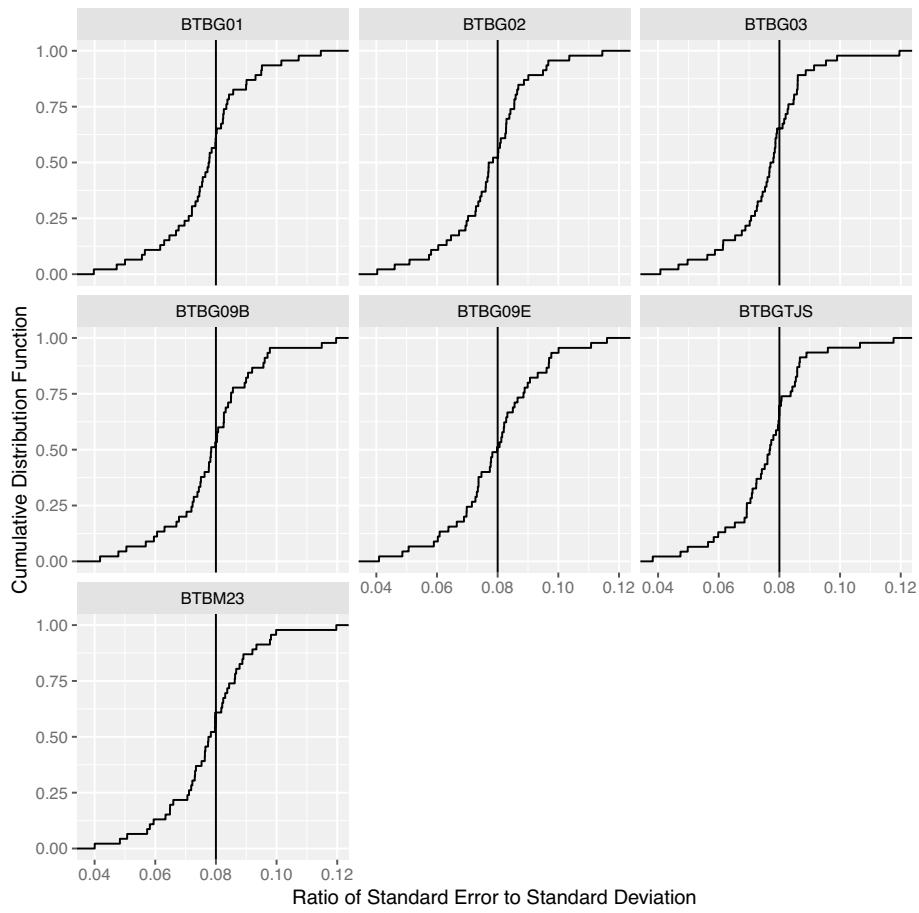 BTBG01
BTBG02
BTBG03
1.00
0.75
0.50
0.25
0.00
BTBG09B
BTBG09E
BTBGTJS
1.00
0.75
0.50
0.25
0.00
0.04 0.06 0.08 0.10 0.12
0.04 0.06 0.08 0.10 0.12
BTBM23
1.00
0.75
0.50
0.25
0.00
0.04 0.06 0.08 0.10 0.12
Cumulative Distribution Function
Ratio of Standard Error to Standard Deviation